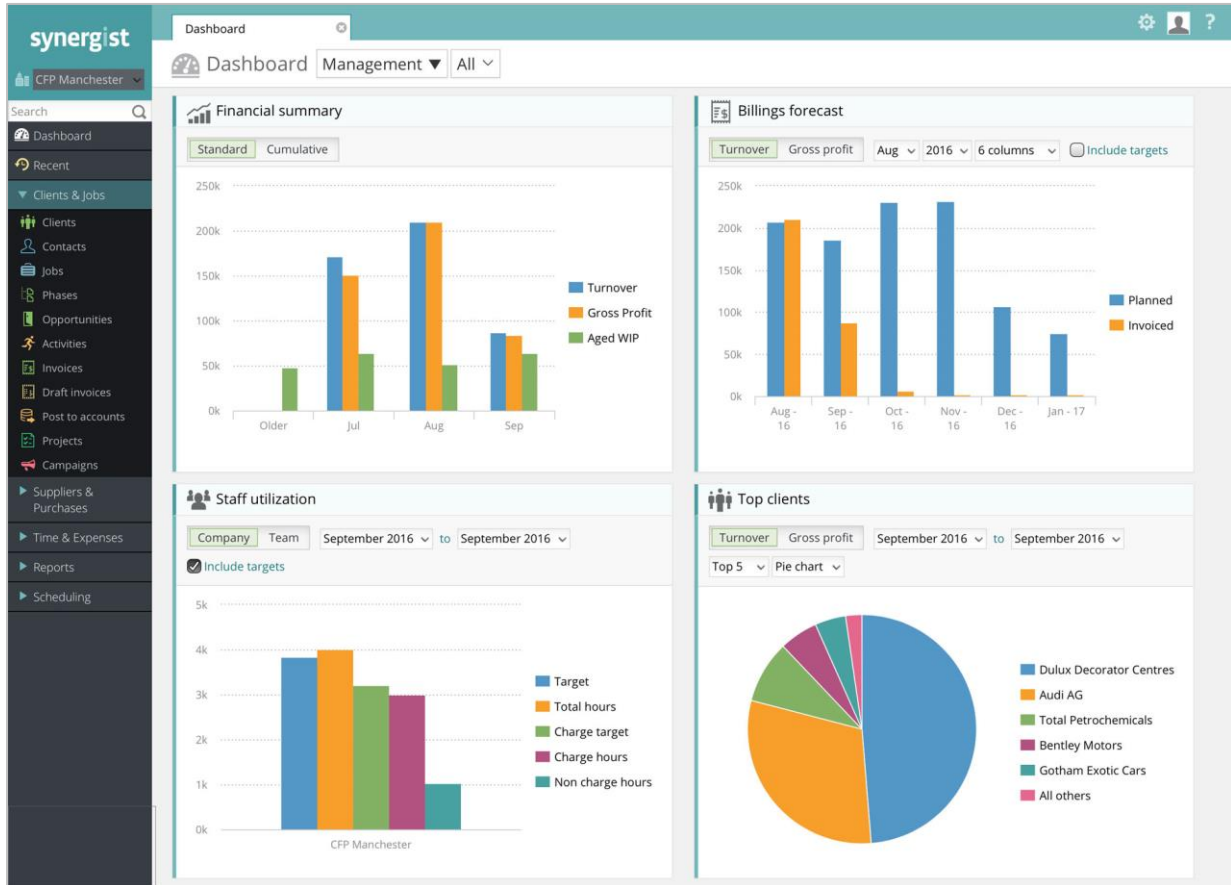 synergist
CFP Manchester
Search
Dashboard
Recent
Clients & Jobs
Clients
Contacts
Jobs
Phases
Opportunities
Activities
Invoices
Draft invoices
Post to accounts
Projects
Campaigns
Suppliers &
Purchases
Time & Expenses
Reports
Scheduling
Dashboard
?
Dashboard Management All
Financial summary
Standard Cumulative
250k
200k
150k
100k
50k
0k
Older Jul Aug Sep
Turnover
Gross Profit
Aged WIP
Billings forecast
Turnover Gross profit Aug 2016 6 columns Include targets
250k
200k
150k
100k
50k
0k
Aug - Sep - Oct - Nov - Dec - Jan - 17
16 16 16 16 16
Planned
Invoiced
Staff utilization
Company Team September 2016 to September 2016
Include targets
5k
4k
3k
2k
1k
0k
CFP Manchester
Target
Total hours
Charge target
Charge hours
Non charge hours
Top clients
Turnover Gross profit September 2016 to September 2016
Top 5 Pie chart
Dulux Decorator Centres
Audi AG
Total Petrochemicals
Bentley Motors
Gotham Exotic Cars
All others